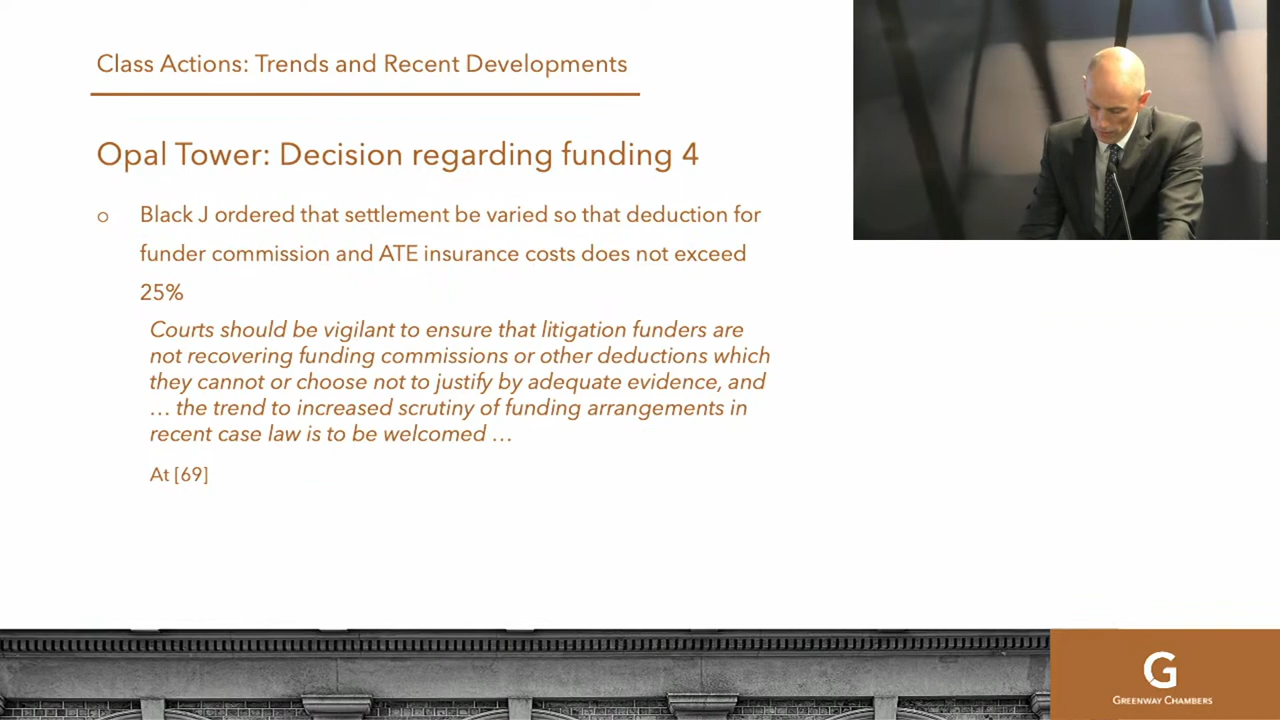 Class Actions: Trends and Recent Developments
Opal Tower: Decision regarding funding 4
o Black J ordered that settlement be varied so that deduction for
funder commission and ATE insurance costs does not exceed
25%
Courts should be vigilant to ensure that litigation funders are
not recovering funding commissions or other deductions which
they cannot or choose not to justify by adequate evidence, and
… the trend to increased scrutiny of funding arrangements in
recent case law is to be welcomed …
At [69]
G
GREENWAY CHAMBERS